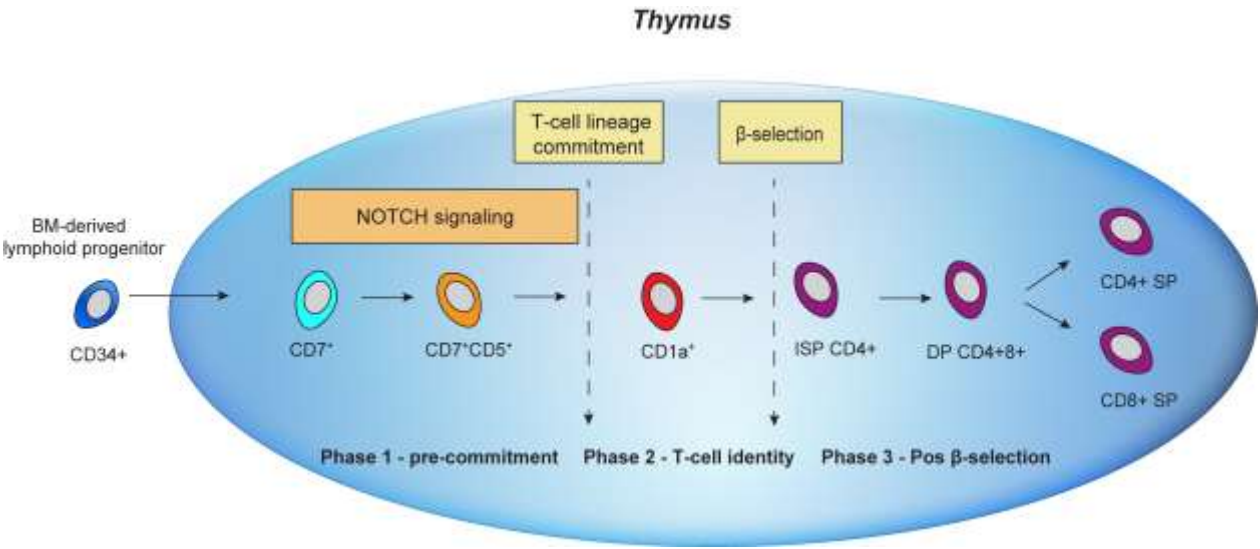 Thymus
T-cell lineage
commitment
β-selection
NOTCH signaling
BM-derived
lymphoid progenitor
CD34+
CD7⁺
CD7⁺CD5⁺
CD1a⁺
ISP CD4+
DP CD4+8+
CD4+ SP
CD8+ SP
Phase 1 - pre-commitment
Phase 2 - T-cell identity
Phase 3 - Pos β-selection